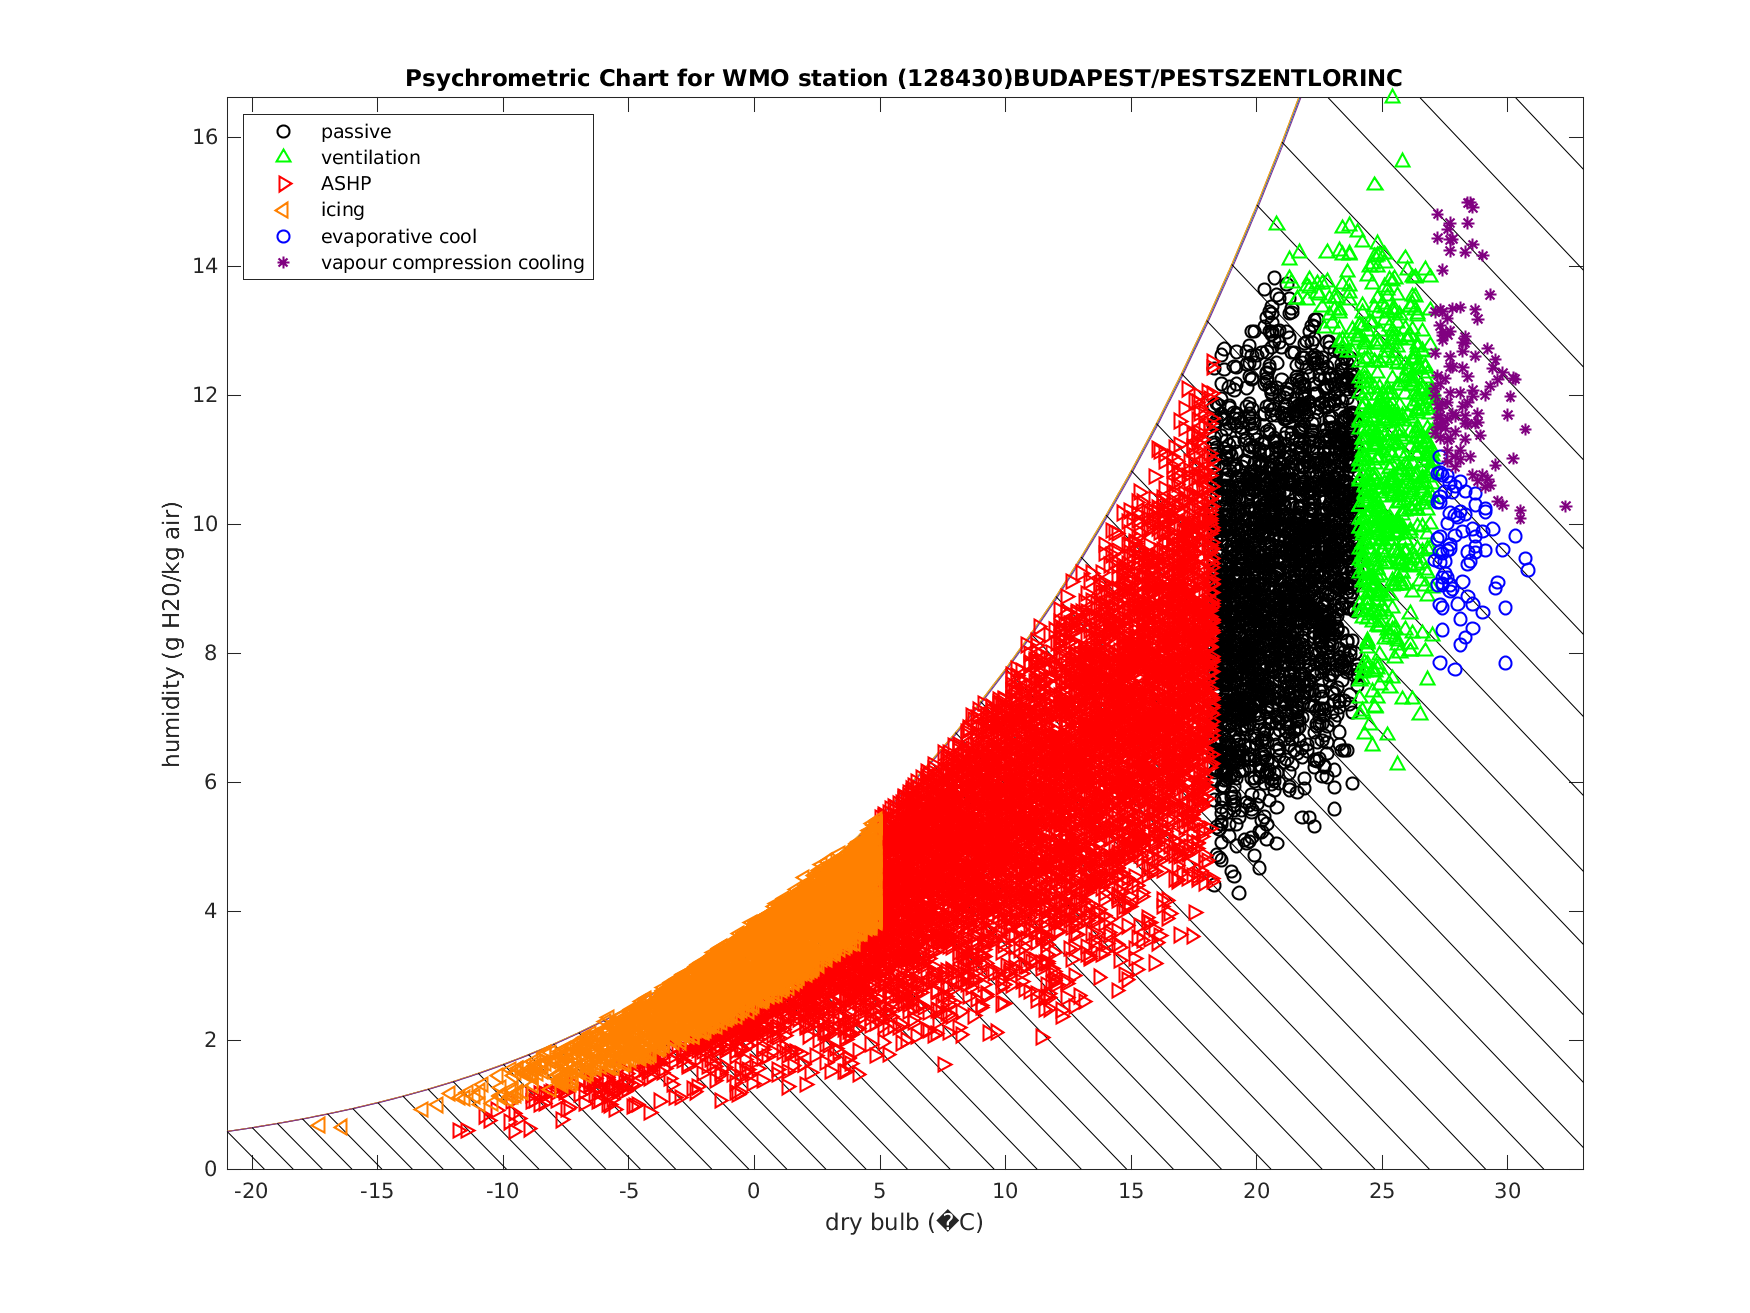 Psychrometric Chart for WMO station (128430)BUDAPEST/PESTSZENTLORINC
passive
ventilation
ASHP
icing
evaporative cool
vapour compression cooling
16
14
12
10
8
6
4
2
0
humidity (g H20/kg air)
-20 -15 -10 -5 0 5 10 15 20 25 30
dry bulb (�C)